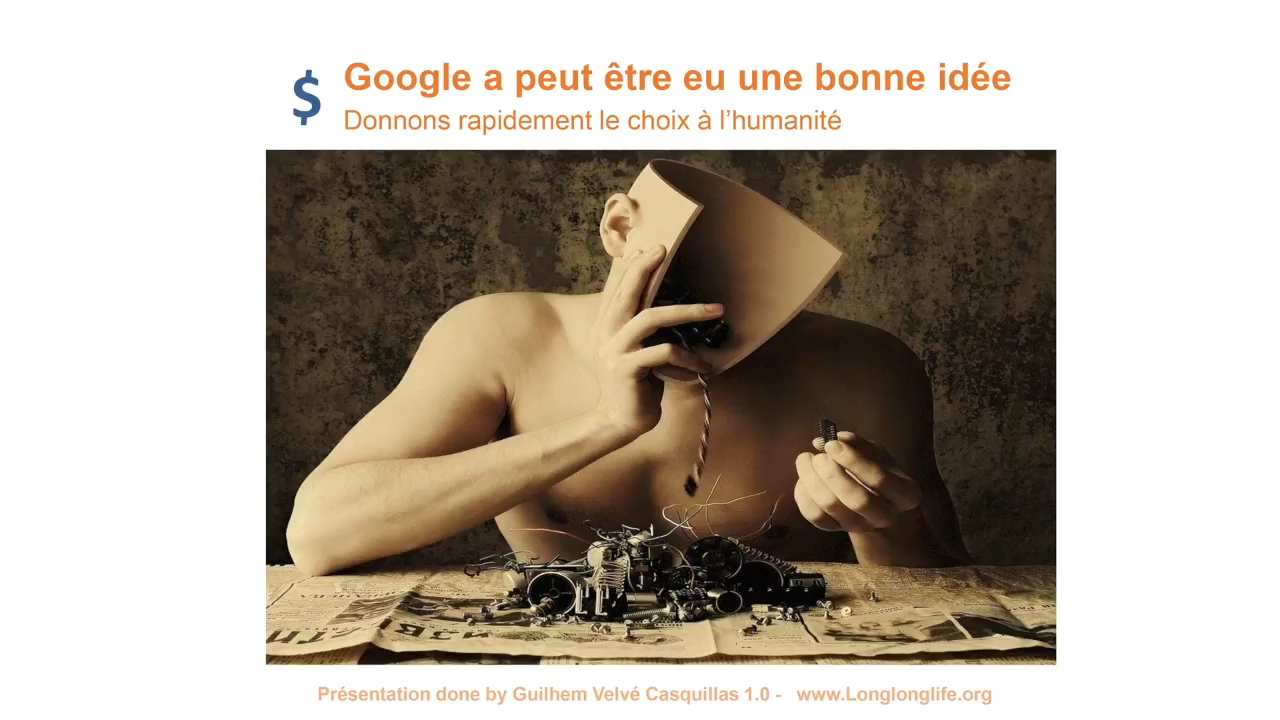 $
Google a peut être eu une bonne idée
Donnons rapidement le choix à l’humanité
Présentation done by Guilhem Velvé Casquillas 1.0 - www.Longlonglife.org